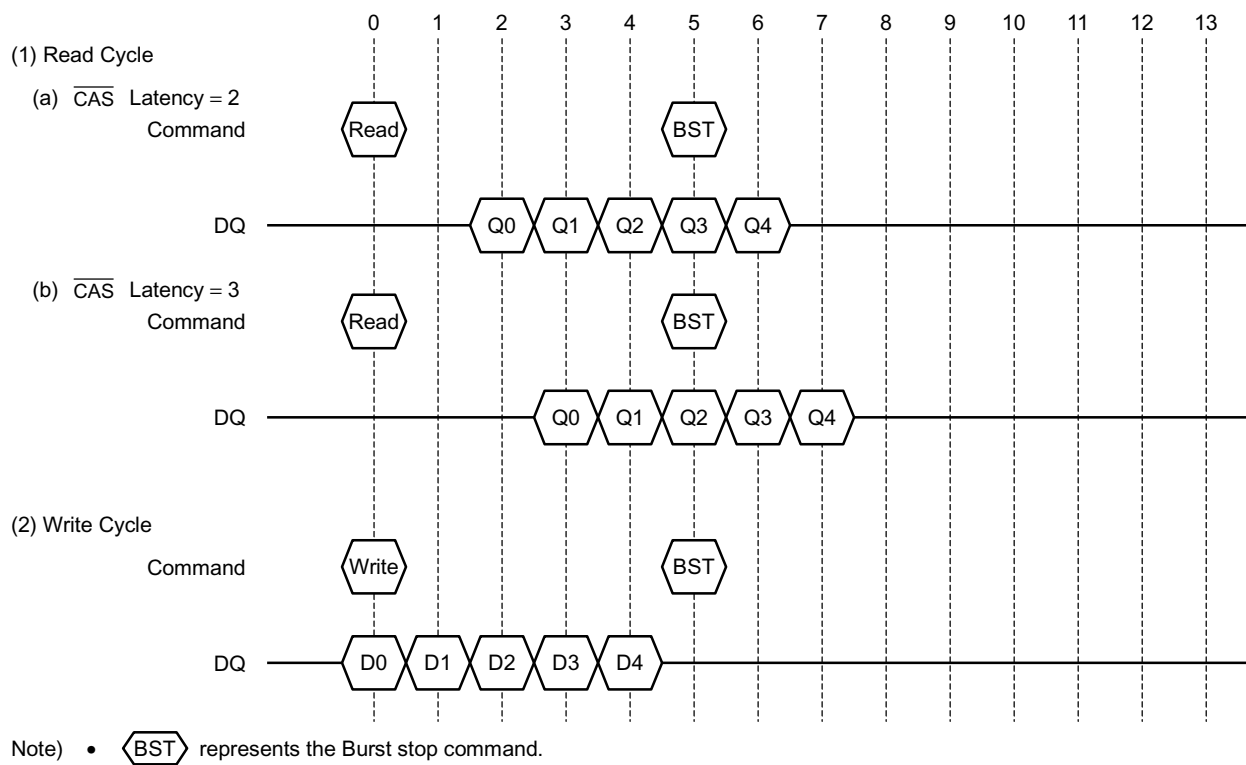 0 1 2 3 4 5 6 7 8 9 10 11 12 13
(1) Read Cycle
(a) CAS Latency = 2
Command Read BST
DQ Q0 Q1 Q2 Q3 Q4
(b) CAS Latency = 3
Command Read BST
DQ Q0 Q1 Q2 Q3 Q4
(2) Write Cycle
Command Write BST
DQ D0 D1 D2 D3 D4
Note) • BST represents the Burst stop command.